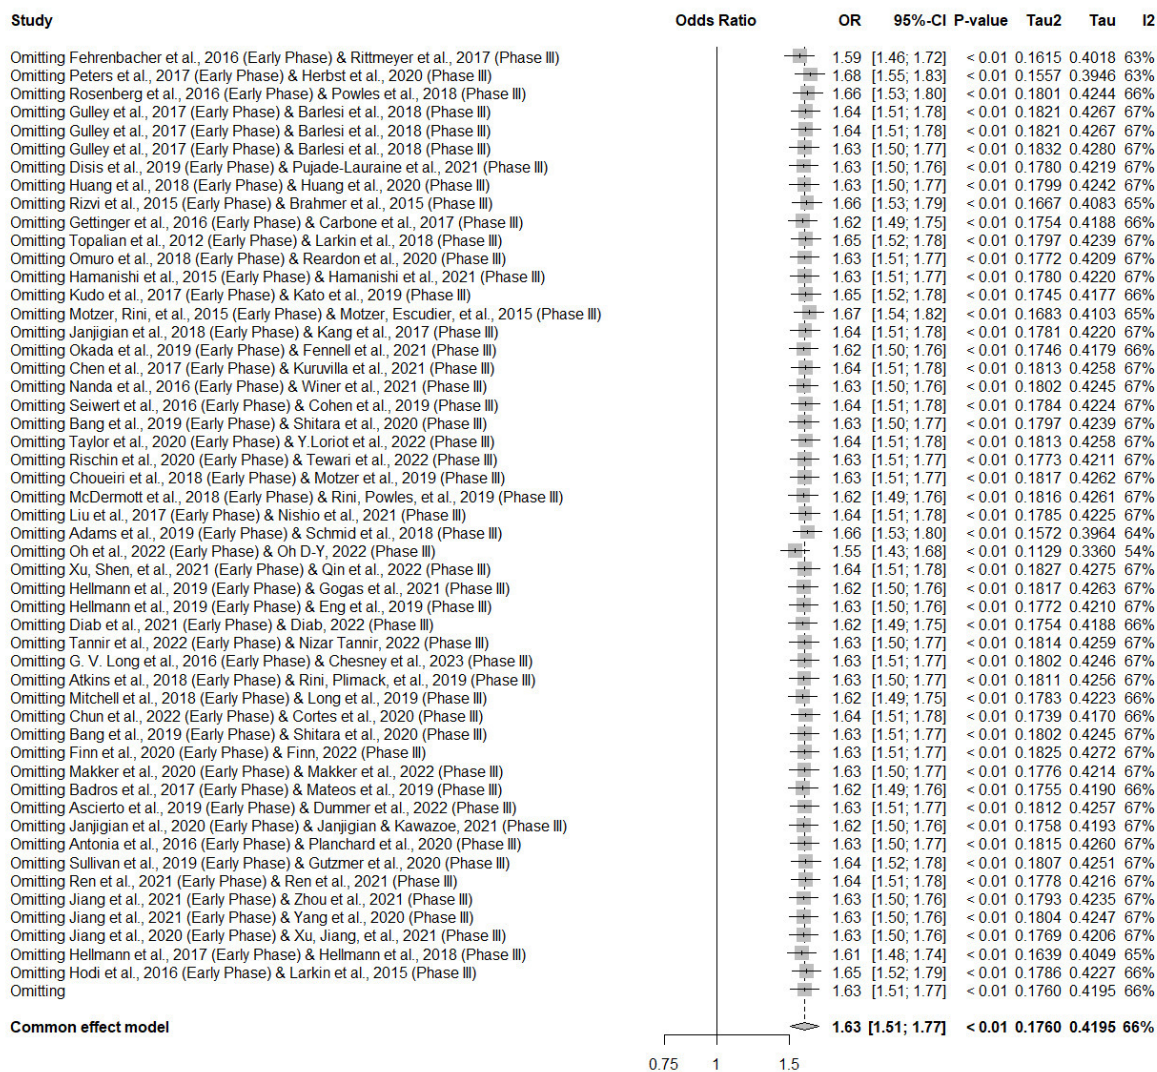 Study Odds Ratio OR 95%-CI P-value Tau2 Tau I2
Omitting Fehrenbacher et al., 2016 (Early Phase) & Rittmeyer et al., 2017 (Phase III) 1.59 [1.46; 1.72] < 0.01 0.1615 0.4018 63%
Omitting Peters et al., 2017 (Early Phase) & Herbst et al., 2020 (Phase III) 1.68 [1.55; 1.83] < 0.01 0.1557 0.3946 63%
Omitting Rosenberg et al., 2016 (Early Phase) & Powles et al., 2018 (Phase III) 1.66 [1.53; 1.80] < 0.01 0.1801 0.4244 66%
Omitting Gulley et al., 2017 (Early Phase) & Barlesi et al., 2018 (Phase III) 1.64 [1.51; 1.78] < 0.01 0.1821 0.4267 67%
Omitting Gulley et al., 2017 (Early Phase) & Barlesi et al., 2018 (Phase III) 1.64 [1.51; 1.78] < 0.01 0.1821 0.4267 67%
Omitting Gulley et al., 2017 (Early Phase) & Barlesi et al., 2018 (Phase III) 1.63 [1.50; 1.77] < 0.01 0.1832 0.4280 67%
Omitting Disis et al., 2019 (Early Phase) & Pujade-Lauraine et al., 2021 (Phase III) 1.63 [1.50; 1.76] < 0.01 0.1780 0.4219 67%
Omitting Huang et al., 2018 (Early Phase) & Huang et al., 2020 (Phase III) 1.63 [1.50; 1.77] < 0.01 0.1799 0.4242 67%
Omitting Rizvi et al., 2015 (Early Phase) & Brahmer et al., 2015 (Phase III) 1.66 [1.53; 1.79] < 0.01 0.1667 0.4083 65%
Omitting Gettinger et al., 2016 (Early Phase) & Carbone et al., 2017 (Phase III) 1.62 [1.49; 1.75] < 0.01 0.1754 0.4188 66%
Omitting Topalian et al., 2012 (Early Phase) & Larkin et al., 2018 (Phase III) 1.65 [1.52; 1.78] < 0.01 0.1797 0.4239 67%
Omitting Omuro et al., 2018 (Early Phase) & Reardon et al., 2020 (Phase III) 1.63 [1.51; 1.77] < 0.01 0.1772 0.4209 67%
Omitting Hamanishi et al., 2015 (Early Phase) & Hamanishi et al., 2021 (Phase III) 1.63 [1.51; 1.77] < 0.01 0.1780 0.4220 67%
Omitting Kudo et al., 2017 (Early Phase) & Kato et al., 2019 (Phase III) 1.65 [1.52; 1.78] < 0.01 0.1745 0.4177 66%
Omitting Motzer, Rini, et al., 2015 (Early Phase) & Motzer, Escudier, et al., 2015 (Phase III) 1.67 [1.54; 1.82] < 0.01 0.1683 0.4103 65%
Omitting Janjigian et al., 2018 (Early Phase) & Kang et al., 2017 (Phase III) 1.64 [1.51; 1.78] < 0.01 0.1781 0.4220 67%
Omitting Okada et al., 2019 (Early Phase) & Fennell et al., 2021 (Phase III) 1.62 [1.50; 1.76] < 0.01 0.1746 0.4179 66%
Omitting Chen et al., 2017 (Early Phase) & Kuruvilla et al., 2021 (Phase III) 1.64 [1.51; 1.78] < 0.01 0.1813 0.4258 67%
Omitting Nanda et al., 2016 (Early Phase) & Winer et al., 2021 (Phase III) 1.63 [1.50; 1.76] < 0.01 0.1802 0.4245 67%
Omitting Seiwert et al., 2016 (Early Phase) & Cohen et al., 2019 (Phase III) 1.64 [1.51; 1.78] < 0.01 0.1784 0.4224 67%
Omitting Bang et al., 2019 (Early Phase) & Shitara et al., 2020 (Phase III) 1.63 [1.50; 1.77] < 0.01 0.1797 0.4239 67%
Omitting Taylor et al., 2020 (Early Phase) & Y.Loriot et al., 2022 (Phase III) 1.64 [1.51; 1.78] < 0.01 0.1813 0.4258 67%
Omitting Rischin et al., 2020 (Early Phase) & Tewari et al., 2022 (Phase III) 1.63 [1.51; 1.77] < 0.01 0.1773 0.4211 67%
Omitting Choueiri et al., 2018 (Early Phase) & Motzer et al., 2019 (Phase III) 1.63 [1.51; 1.77] < 0.01 0.1817 0.4262 67%
Omitting McDermott et al., 2018 (Early Phase) & Rini, Powles, et al., 2019 (Phase III) 1.62 [1.49; 1.76] < 0.01 0.1816 0.4261 67%
Omitting Liu et al., 2017 (Early Phase) & Nishio et al., 2021 (Phase III) 1.64 [1.51; 1.78] < 0.01 0.1785 0.4225 67%
Omitting Adams et al., 2019 (Early Phase) & Schmid et al., 2018 (Phase III) 1.66 [1.53; 1.80] < 0.01 0.1572 0.3964 64%
Omitting Oh et al., 2022 (Early Phase) & Oh D-Y, 2022 (Phase III) 1.55 [1.43; 1.68] < 0.01 0.1129 0.3360 54%
Omitting Xu, Shen, et al., 2021 (Early Phase) & Qin et al., 2022 (Phase III) 1.64 [1.51; 1.78] < 0.01 0.1827 0.4275 67%
Omitting Hellmann et al., 2019 (Early Phase) & Gogas et al., 2021 (Phase III) 1.62 [1.50; 1.76] < 0.01 0.1817 0.4263 67%
Omitting Hellmann et al., 2019 (Early Phase) & Eng et al., 2019 (Phase III) 1.63 [1.50; 1.76] < 0.01 0.1772 0.4210 67%
Omitting Diab et al., 2021 (Early Phase) & Diab, 2022 (Phase III) 1.62 [1.49; 1.75] < 0.01 0.1754 0.4188 66%
Omitting Tannir et al., 2022 (Early Phase) & Nizar Tannir, 2022 (Phase III) 1.63 [1.50; 1.77] < 0.01 0.1814 0.4259 67%
Omitting G. V. Long et al., 2016 (Early Phase) & Chesney et al., 2023 (Phase III) 1.63 [1.51; 1.77] < 0.01 0.1802 0.4246 67%
Omitting Atkins et al., 2018 (Early Phase) & Rini, Plimack, et al., 2019 (Phase III) 1.63 [1.50; 1.77] < 0.01 0.1811 0.4256 67%
Omitting Mitchell et al., 2018 (Early Phase) & Long et al., 2019 (Phase III) 1.62 [1.49; 1.75] < 0.01 0.1783 0.4223 66%
Omitting Chun et al., 2022 (Early Phase) & Cortes et al., 2020 (Phase III) 1.64 [1.51; 1.78] < 0.01 0.1739 0.4170 66%
Omitting Bang et al., 2019 (Early Phase) & Shitara et al., 2020 (Phase III) 1.63 [1.51; 1.77] < 0.01 0.1802 0.4245 67%
Omitting Finn et al., 2020 (Early Phase) & Finn, 2022 (Phase III) 1.63 [1.51; 1.77] < 0.01 0.1825 0.4272 67%
Omitting Makker et al., 2020 (Early Phase) & Makker et al., 2022 (Phase III) 1.63 [1.50; 1.77] < 0.01 0.1776 0.4214 67%
Omitting Badros et al., 2017 (Early Phase) & Mateos et al., 2019 (Phase III) 1.62 [1.49; 1.76] < 0.01 0.1755 0.4190 66%
Omitting Ascierto et al., 2019 (Early Phase) & Dummer et al., 2022 (Phase III) 1.63 [1.51; 1.77] < 0.01 0.1812 0.4257 67%
Omitting Janjigian et al., 2020 (Early Phase) & Janjigian & Kawazoe, 2021 (Phase III) 1.62 [1.50; 1.76] < 0.01 0.1758 0.4193 67%
Omitting Antonia et al., 2016 (Early Phase) & Planchard et al., 2020 (Phase III) 1.63 [1.50; 1.77] < 0.01 0.1815 0.4260 67%
Omitting Sullivan et al., 2019 (Early Phase) & Gutzmer et al., 2020 (Phase III) 1.64 [1.52; 1.78] < 0.01 0.1807 0.4251 67%
Omitting Ren et al., 2021 (Early Phase) & Ren et al., 2021 (Phase III) 1.64 [1.51; 1.78] < 0.01 0.1778 0.4216 67%
Omitting Jiang et al., 2021 (Early Phase) & Zhou et al., 2021 (Phase III) 1.63 [1.50; 1.76] < 0.01 0.1793 0.4235 67%
Omitting Jiang et al., 2021 (Early Phase) & Yang et al., 2020 (Phase III) 1.63 [1.50; 1.76] < 0.01 0.1804 0.4247 67%
Omitting Jiang et al., 2020 (Early Phase) & Xu, Jiang, et al., 2021 (Phase III) 1.63 [1.50; 1.76] < 0.01 0.1769 0.4206 67%
Omitting Hellmann et al., 2017 (Early Phase) & Hellmann et al., 2018 (Phase III) 1.61 [1.48; 1.74] < 0.01 0.1639 0.4049 65%
Omitting Hodi et al., 2016 (Early Phase) & Larkin et al., 2015 (Phase III) 1.65 [1.52; 1.79] < 0.01 0.1786 0.4227 66%
Omitting 1.63 [1.51; 1.77] < 0.01 0.1760 0.4195 66%
Common effect model 1.63 [1.51; 1.77] < 0.01 0.1760 0.4195 66%
0.75 1 1.5